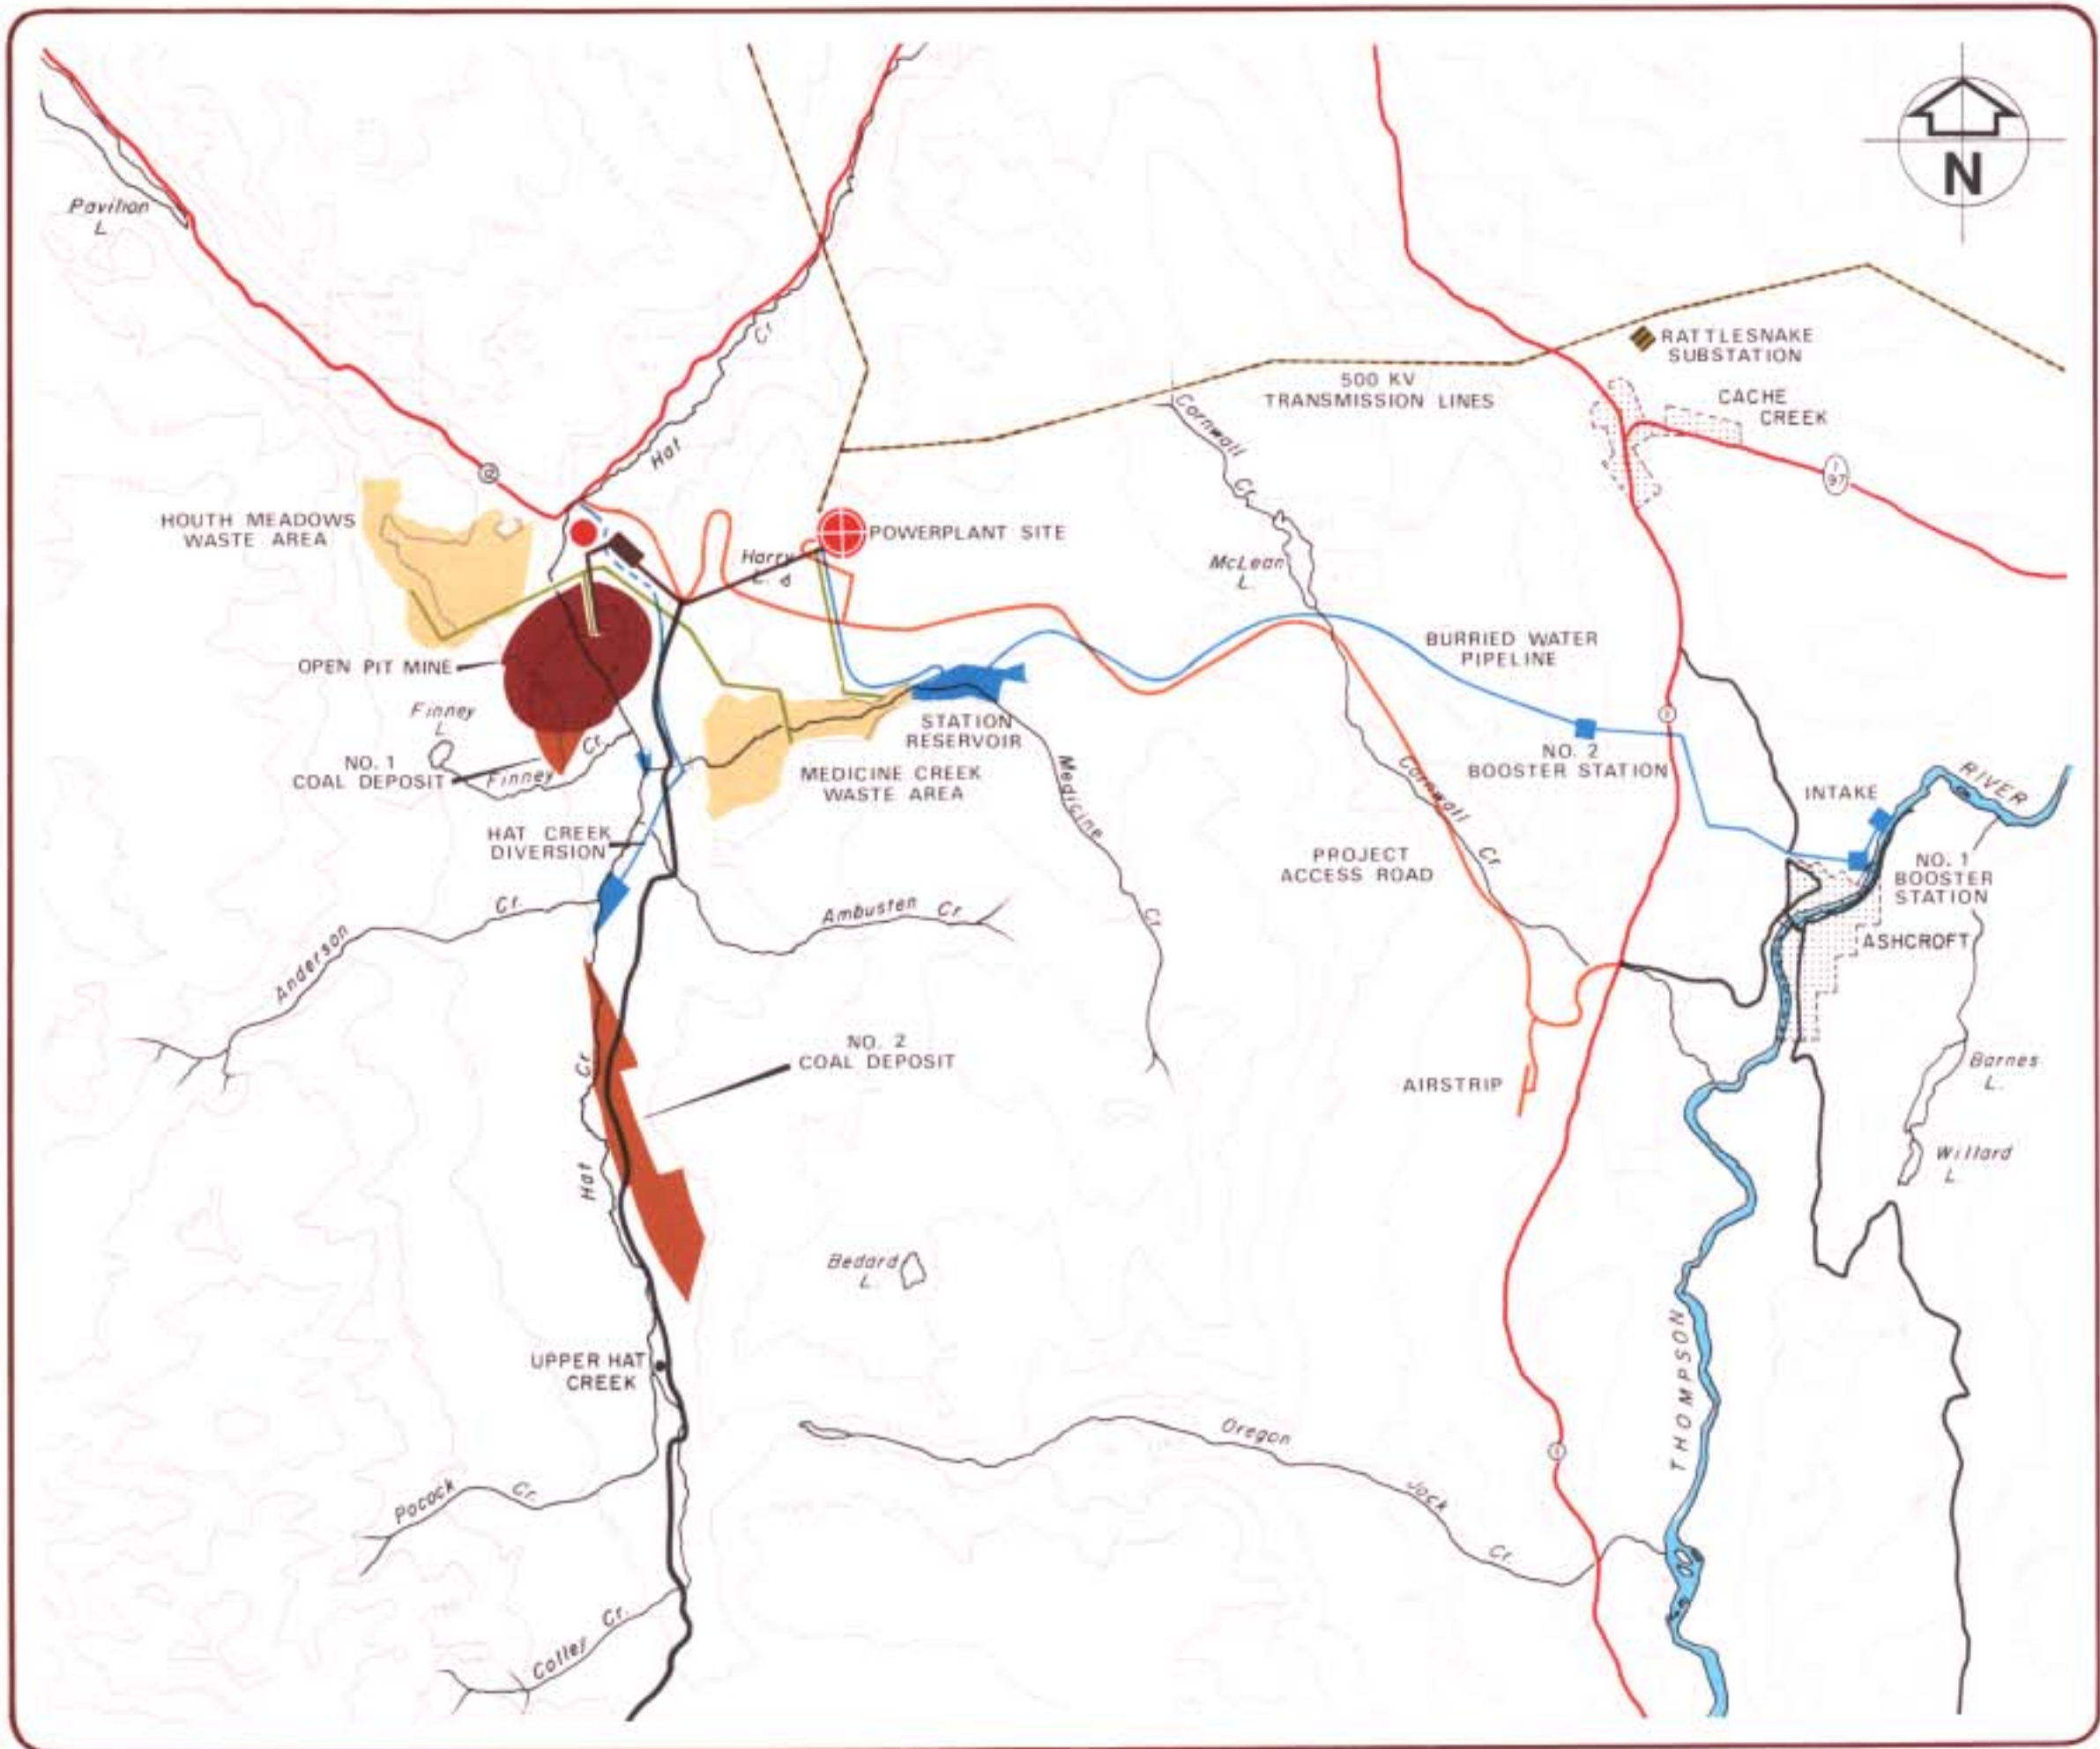 N
Pavilion
L.
Cr
Hat
RATTLESNAKE
SUBSTATION
500 KV
TRANSMISSION LINES
CACHE
CREEK
1
97
Cornwall
Cr.
HOUTH MEADOWS
WASTE AREA
POWERPLANT SITE
Harry
L.
McLean
L.
BURRIED WATER
PIPELINE
OPEN PIT MINE
Finney
L.
STATION
RESERVOIR
1
NO. 2
BOOSTER STATION
NO. 1
COAL DEPOSIT
Finney
Cr.
MEDICINE CREEK
WASTE AREA
Medicine
Cr.
Cornwall
Cr.
INTAKE
RIVER
HAT CREEK
DIVERSION
PROJECT
ACCESS ROAD
NO. 1
BOOSTER
STATION
Anderson
Cr.
Ambusten Cr
ASHCROFT
NO. 2
COAL DEPOSIT
AIRSTRIP
Barnes
L.
Hat
Cr
Willard
L.
Bedard
L.
UPPER HAT
CREEK
THOMPSON
Oregon
Jack
Cr.
1
Pocock
Cr.
Colley Cr.